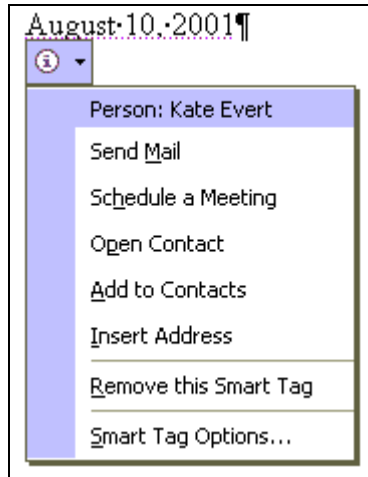 August·10,·2001¶
Person: Kate Evert
Send Mail
Schedule a Meeting
Open Contact
Add to Contacts
Insert Address
Remove this Smart Tag
Smart Tag Options...